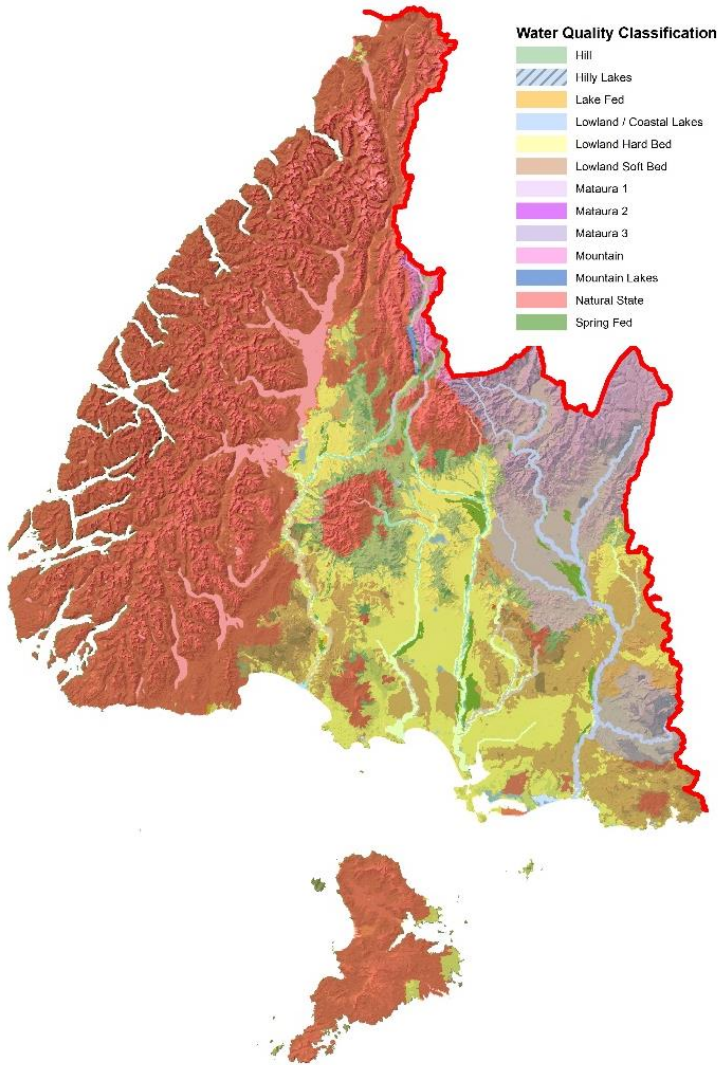 Water Quality Classification
Hill
Hilly Lakes
Lake Fed
Lowland / Coastal Lakes
Lowland Hard Bed
Lowland Soft Bed
Mataura 1
Mataura 2
Mataura 3
Mountain
Mountain Lakes
Natural State
Spring Fed